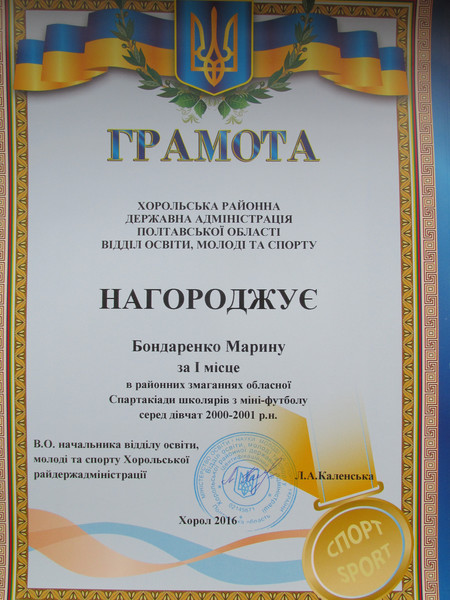 ГРАМОТА
ХОРОЛЬСЬКА РАЙОННА
ДЕРЖАВНА АДМІНІСТРАЦІЯ
ПОЛТАВСЬКОЇ ОБЛАСТІ
ВІДДІЛ ОСВІТИ, МОЛОДІ ТА СПОРТУ
НАГОРОДЖУЄ
Бондаренко Марину
за І місце
в районних змаганнях обласної
Спартакіади школярів з міні-футболу
серед дівчат 2000-2001 р.н.
В.О. начальника відділу освіти,
молоді та спорту Хорольської
райдержадміністрації
Л.А.Каленська
Хорол 2016
СПОРТ
SPORT